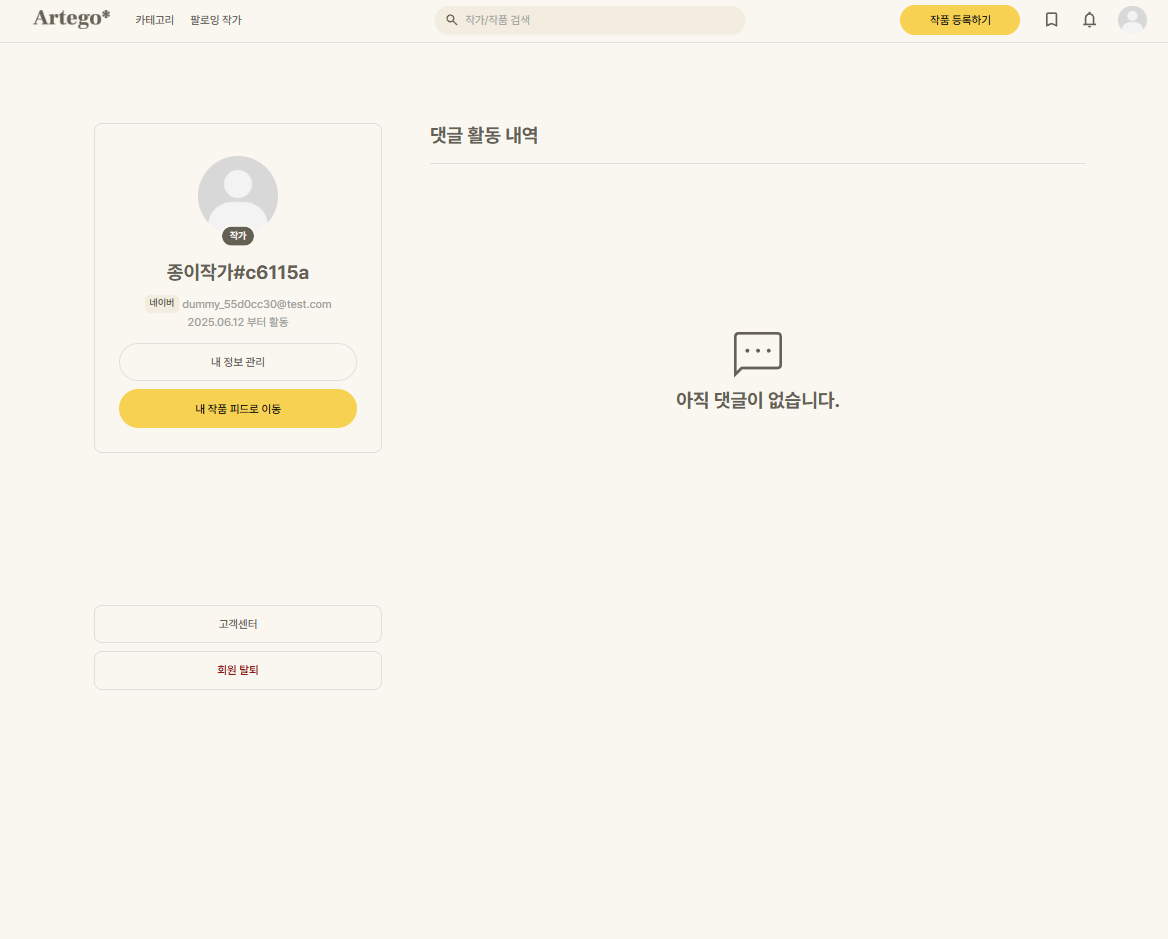 Artego*
카테고리
팔로잉 작가
작가/작품 검색
작품 등록하기
작가
종이작가#c6115a
네이버 dummy_55d0cc30@test.com
2025.06.12 부터 활동
내 정보 관리
내 작품 피드로 이동
고객센터
회원 탈퇴
댓글 활동 내역
아직 댓글이 없습니다.